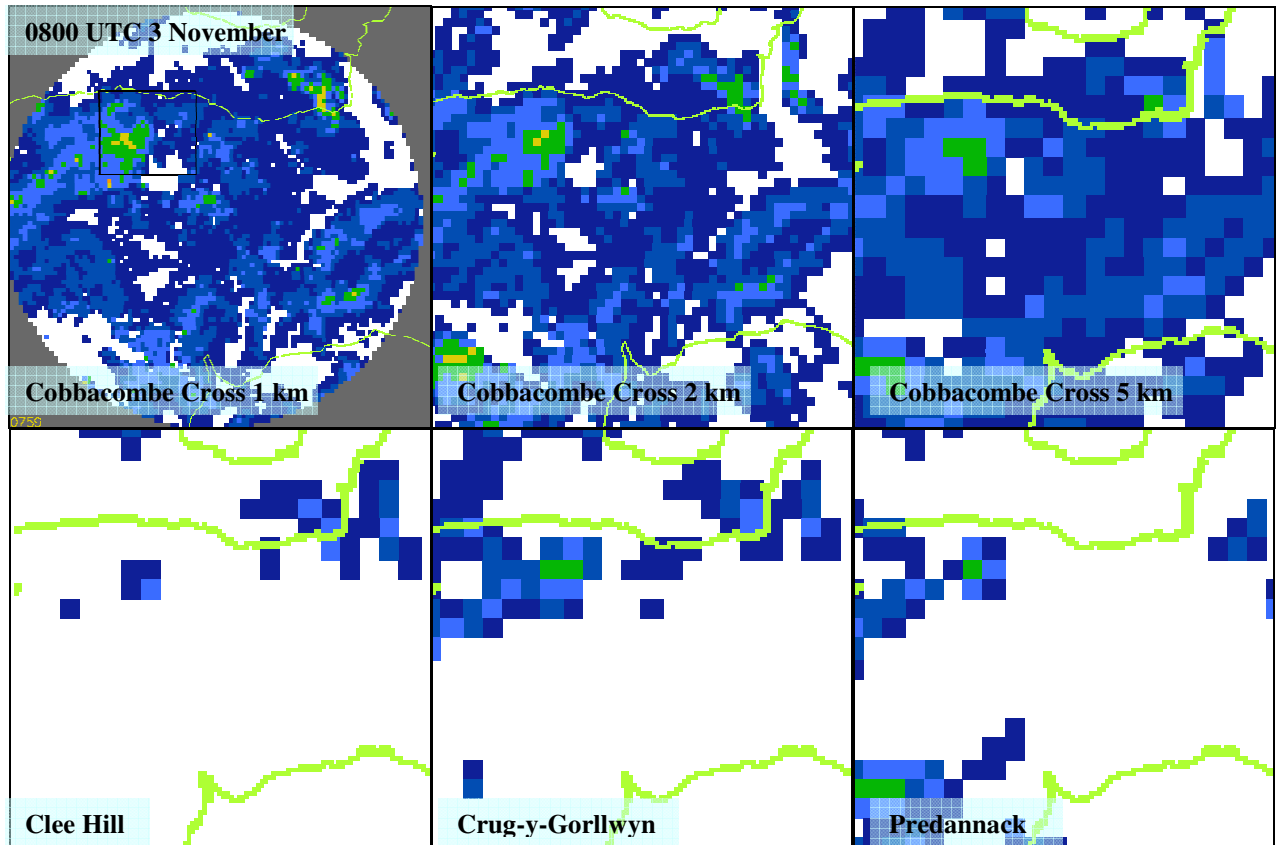 0800 UTC 3 November
Cobbacombe Cross 1 km
0759
Cobbacombe Cross 2 km
Cobbacombe Cross 5 km
Clee Hill
Crug-y-Gorllwyn
Predannack